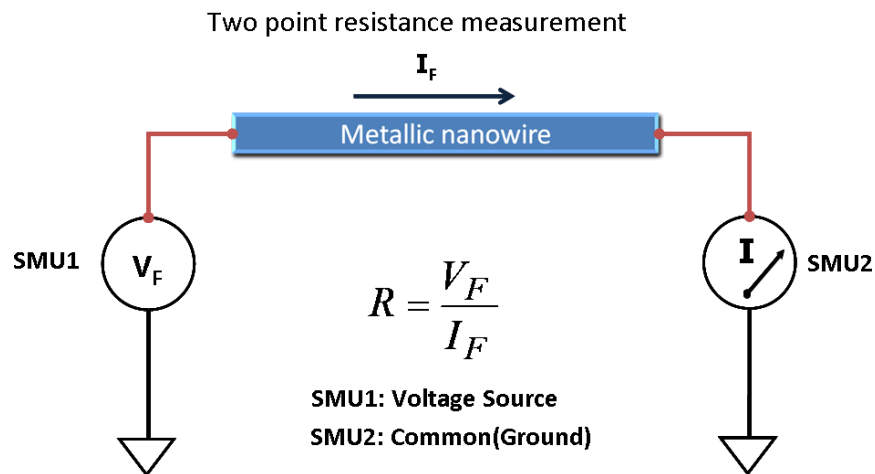 Two point resistance measurement
I_F
Metallic nanowire
SMU1
V_F
I
SMU2
R = V_F / I_F
SMU1: Voltage Source
SMU2: Common(Ground)